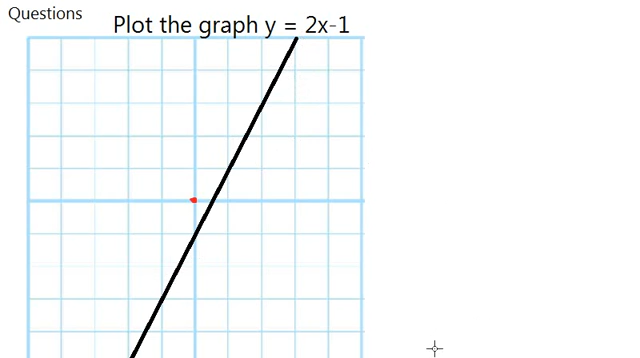 Questions
Plot the graph y = 2x-1